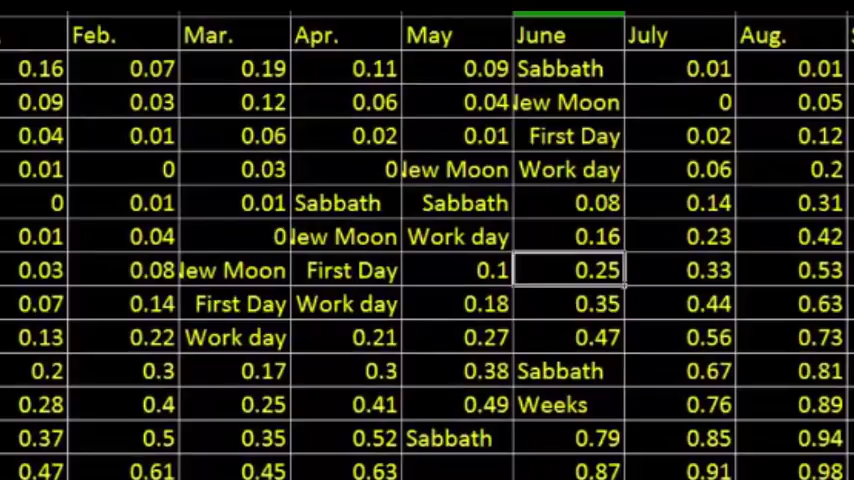 Feb. Mar. Apr. May June July Aug.
0.16 0.07 0.19 0.11 0.09 Sabbath 0.01 0.01
0.09 0.03 0.12 0.06 0.04 New Moon 0 0.05
0.04 0.01 0.06 0.02 0.01 First Day 0.02 0.12
0.01 0 0.03 0 New Moon Work day 0.06 0.2
0 0.01 0.01 Sabbath Sabbath 0.08 0.14 0.31
0.01 0.04 0 New Moon Work day 0.16 0.23 0.42
0.03 0.08 New Moon First Day 0.1 0.25 0.33 0.53
0.07 0.14 First Day Work day 0.18 0.35 0.44 0.63
0.13 0.22 Work day 0.21 0.27 0.47 0.56 0.73
0.2 0.3 0.17 0.3 0.38 Sabbath 0.67 0.81
0.28 0.4 0.25 0.41 0.49 Weeks 0.76 0.89
0.37 0.5 0.35 0.52 Sabbath 0.79 0.85 0.94
0.47 0.61 0.45 0.63 0.87 0.91 0.98